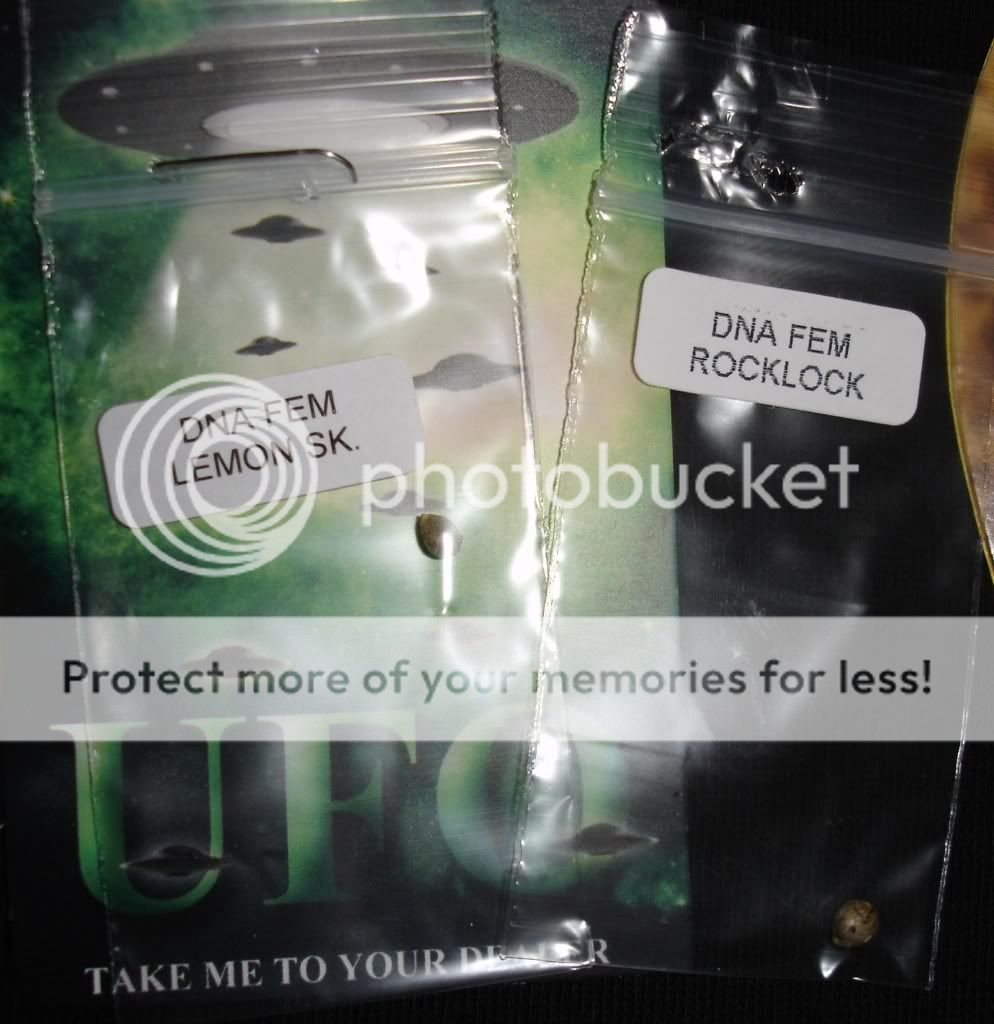 DNA FEM
LEMON SK.
DNA FEM
ROCKLOCK
photobucket
Protect more of your memories for less!
UFO
TAKE ME TO YOUR DEALER